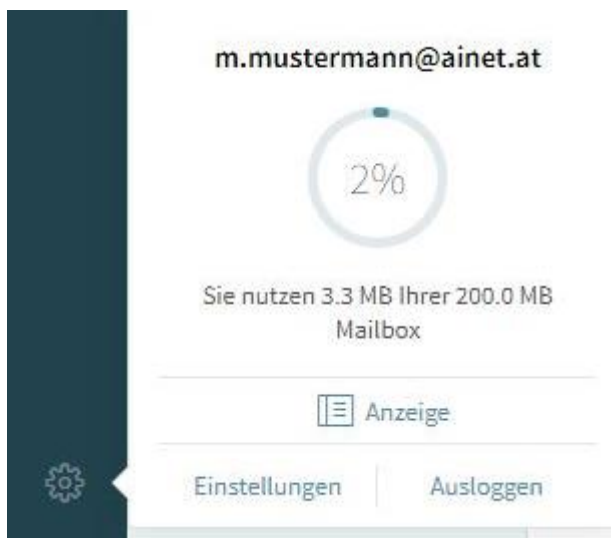 m.mustermann@ainet.at
2%
Sie nutzen 3.3 MB Ihrer 200.0 MB
Mailbox
Anzeige
Einstellungen
Ausloggen